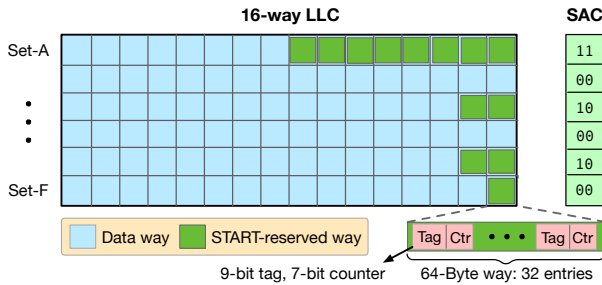 16-way LLC
SAC
Set-A
11
00
10
00
10
Set-F
00
Data way
START-reserved way
Tag Ctr • • • Tag Ctr
9-bit tag, 7-bit counter
64-Byte way: 32 entries